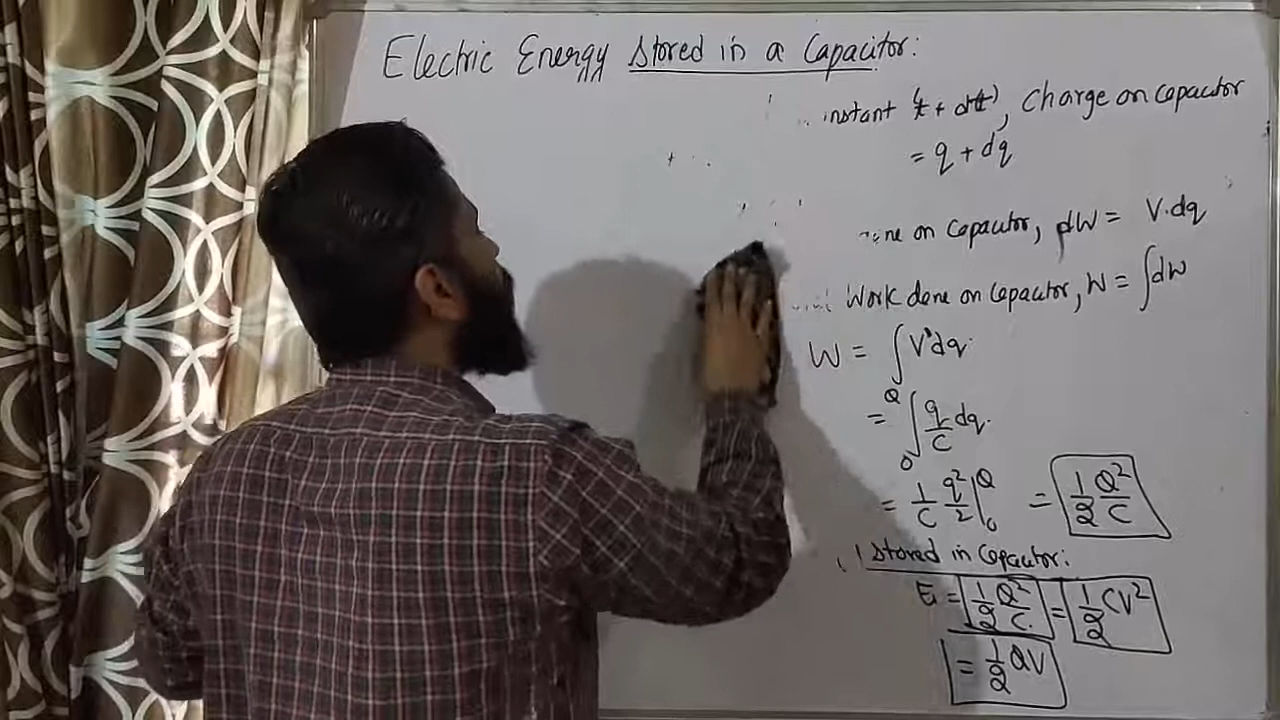 Electric Energy Stored in a Capacitor:
instant (t + dt), Charge on capacitor
= q + dq
on Capacitor, dW = V.dq
Work done on Capacitor, W = ∫dW
W = ∫V dq
= ∫₀^Q q/C dq.
= 1/C q²/2 |₀^Q = 1/2 Q²/C
stored in Capacitor:
E = 1/2 Q²/C = 1/2 CV²
= 1/2 QV